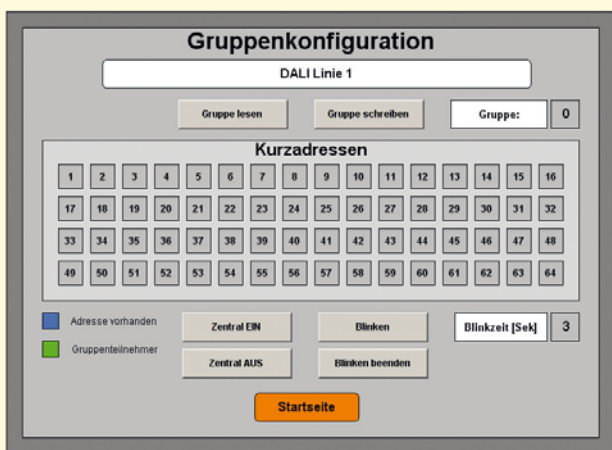 Gruppenkonfiguration
DALI Linie 1
Gruppe lesen Gruppe schreiben Gruppe: 0
Kurzadressen
1 2 3 4 5 6 7 8 9 10 11 12 13 14 15 16
17 18 19 20 21 22 23 24 25 26 27 28 29 30 31 32
33 34 35 36 37 38 39 40 41 42 43 44 45 46 47 48
49 50 51 52 53 54 55 56 57 58 59 60 61 62 63 64
Adresse vorhanden Zentral EIN Blinken Blinkzeit [Sek] 3
Gruppenteilnehmer Zentral AUS Blinken beenden
Startseite